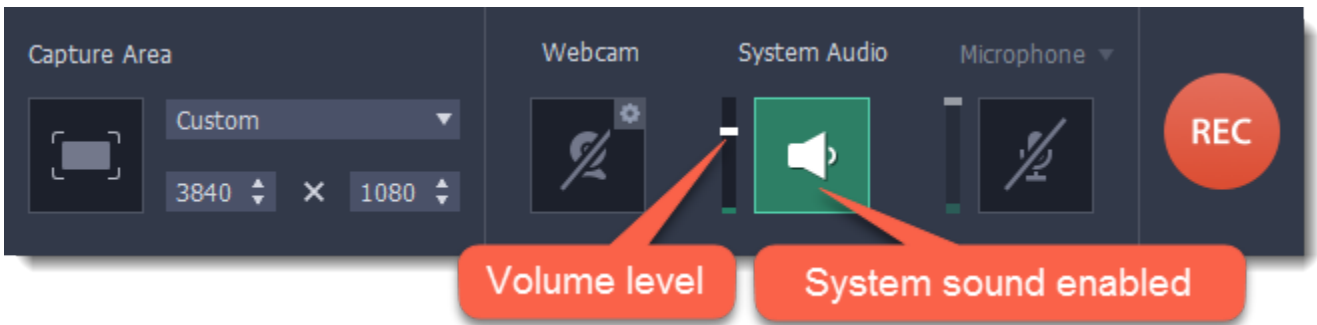 Capture Area
Webcam
System Audio
Microphone
Custom
3840 × 1080
REC
Volume level
System sound enabled